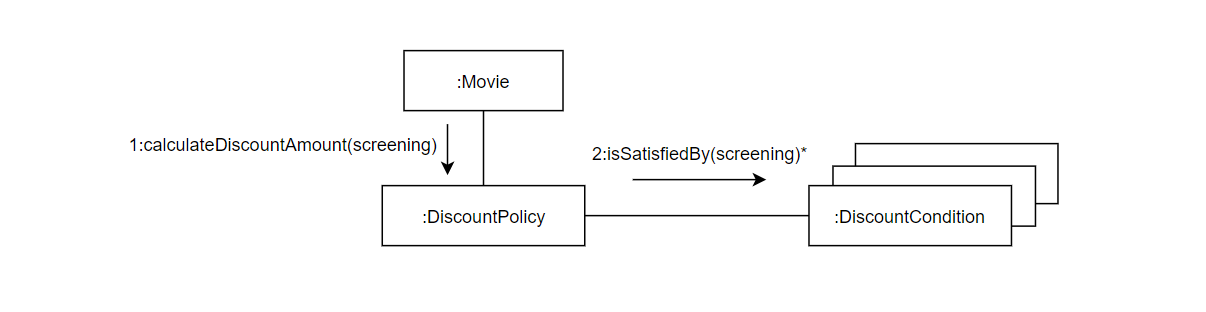 :Movie
1:calculateDiscountAmount(screening)
2:isSatisfiedBy(screening)*
:DiscountPolicy
:DiscountCondition